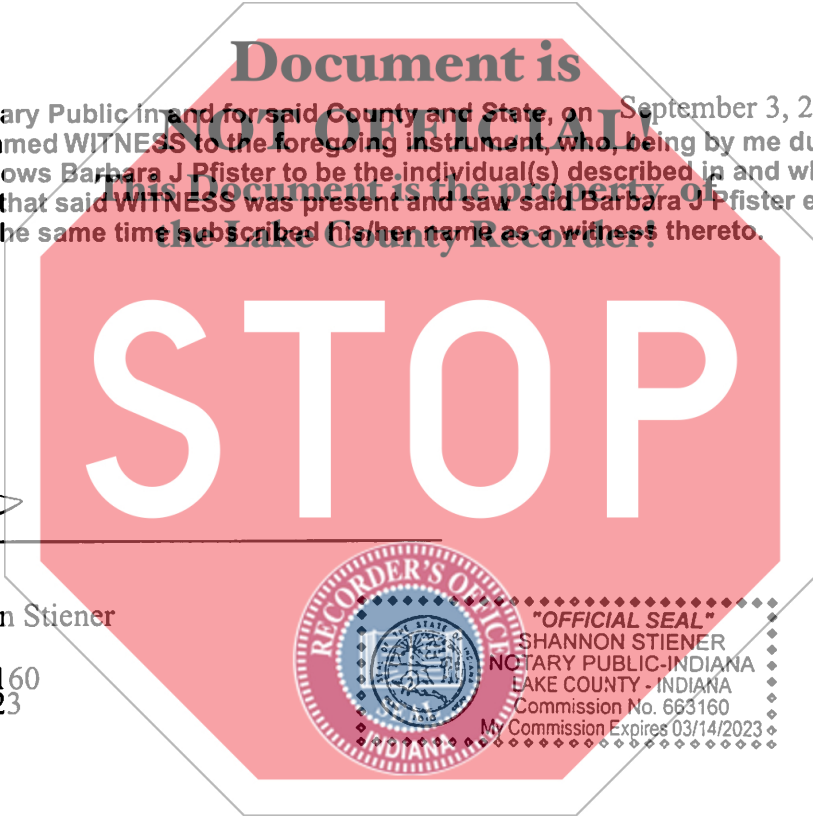 Document is
ary Public in and for said County and State, on September 3, 2
NOT OFFICIAL!
med WITNESS to the foregoing instrument, who, being by me du
ows Barbara J Pfister to be the individual(s) described in and wh
This Document is the property of
that said WITNESS was present and saw said Barbara J Pfister e
the Lake County Recorder!
he same time subscribed his/her name as a witness thereto.
STOP
RECORDER'S OFFICE
INDIANA
n Stiener
160
23
"OFFICIAL SEAL"
SHANNON STIENER
NOTARY PUBLIC-INDIANA
LAKE COUNTY - INDIANA
Commission No. 663160
My Commission Expires 03/14/2023